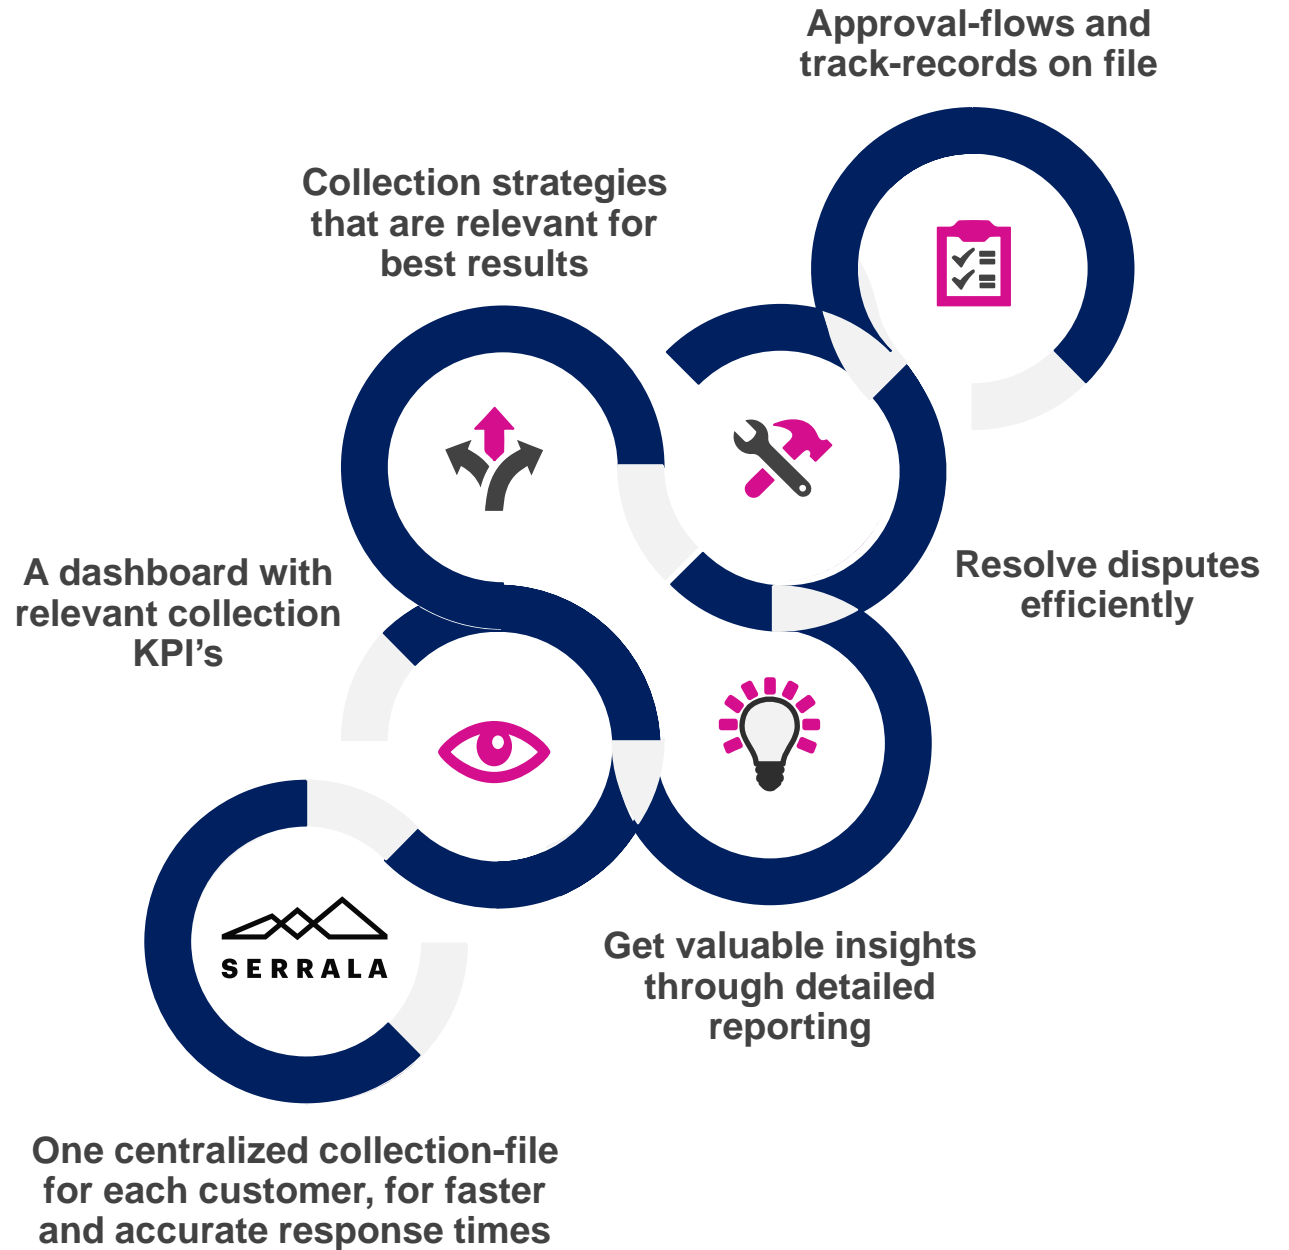 Approval-flows and
track-records on file
Collection strategies
that are relevant for
best results
A dashboard with
relevant collection
KPI’s
Resolve disputes
efficiently
SERRALA
Get valuable insights
through detailed
reporting
One centralized collection-file
for each customer, for faster
and accurate response times